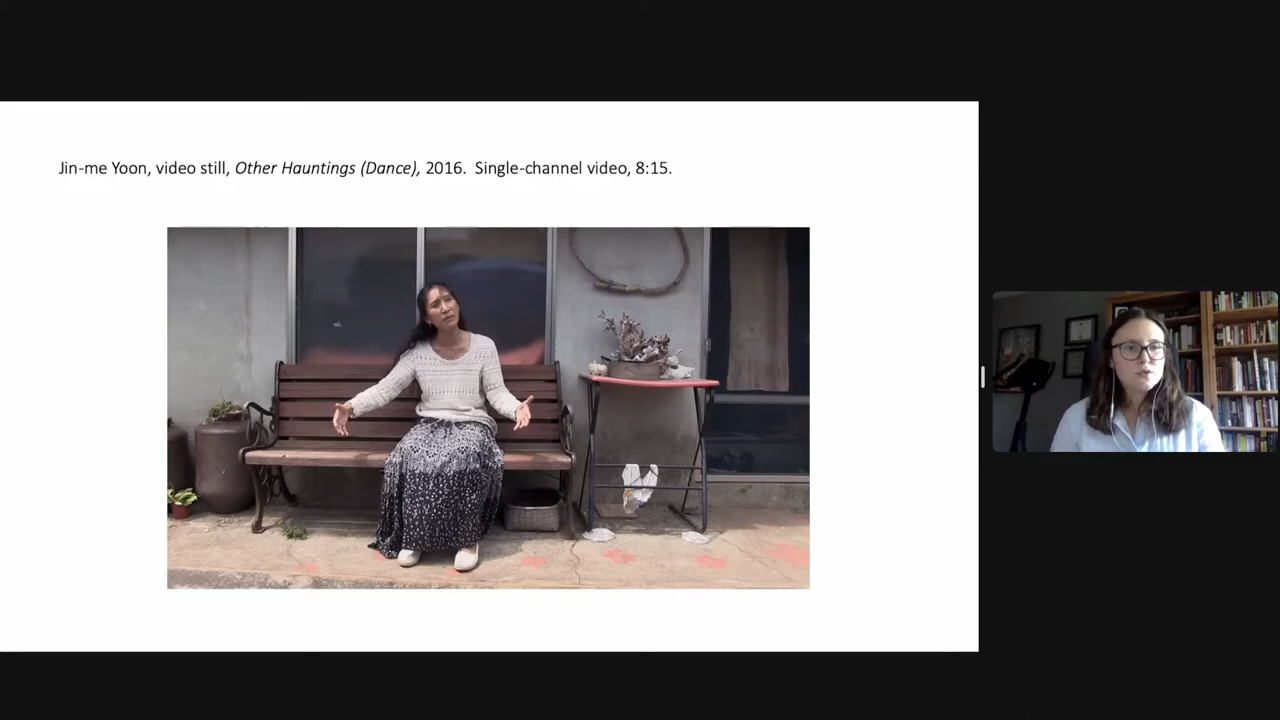 Jin-me Yoon, video still, Other Hauntings (Dance), 2016.  Single-channel video, 8:15.